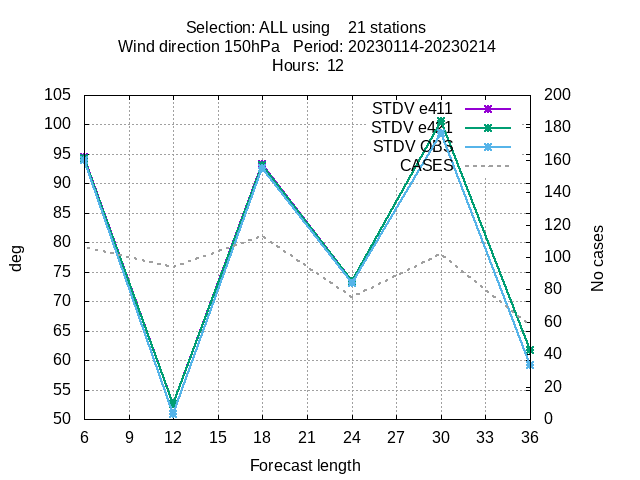 Selection: ALL using    21 stations
Wind direction 150hPa   Period: 20230114-20230214
Hours:  12
STDV e411
STDV OBS
CASES
105
100
95
90
85
80
75
70
65
60
55
50
200
180
160
140
120
100
80
60
40
20
0
deg
No cases
6 9 12 15 18 21 24 27 30 33 36
Forecast length